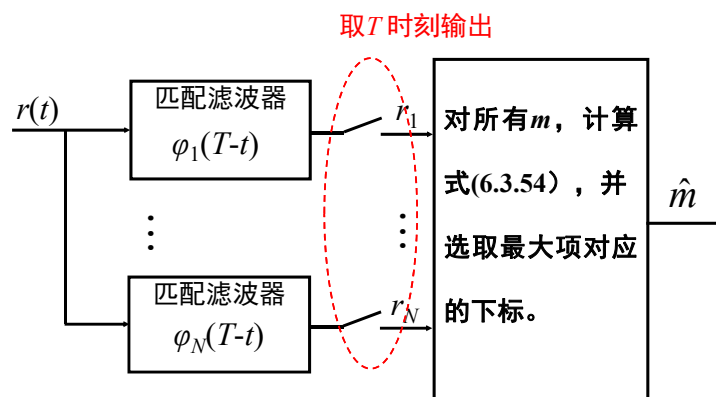 取T时刻输出
r(t)
匹配滤波器
φ₁(T-t)
r₁
⋮
⋮
匹配滤波器
φ_N(T-t)
r_N
对所有m，计算
式(6.3.54），并
选取最大项对应
的下标。
m̂